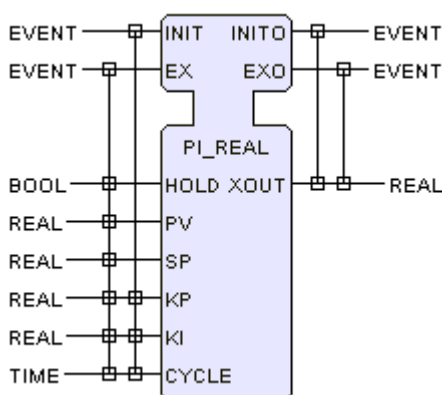 EVENT INIT INITO EVENT
EVENT EX EXO EVENT
PI_REAL
BOOL HOLD XOUT REAL
REAL PV
REAL SP
REAL KP
REAL KI
TIME CYCLE